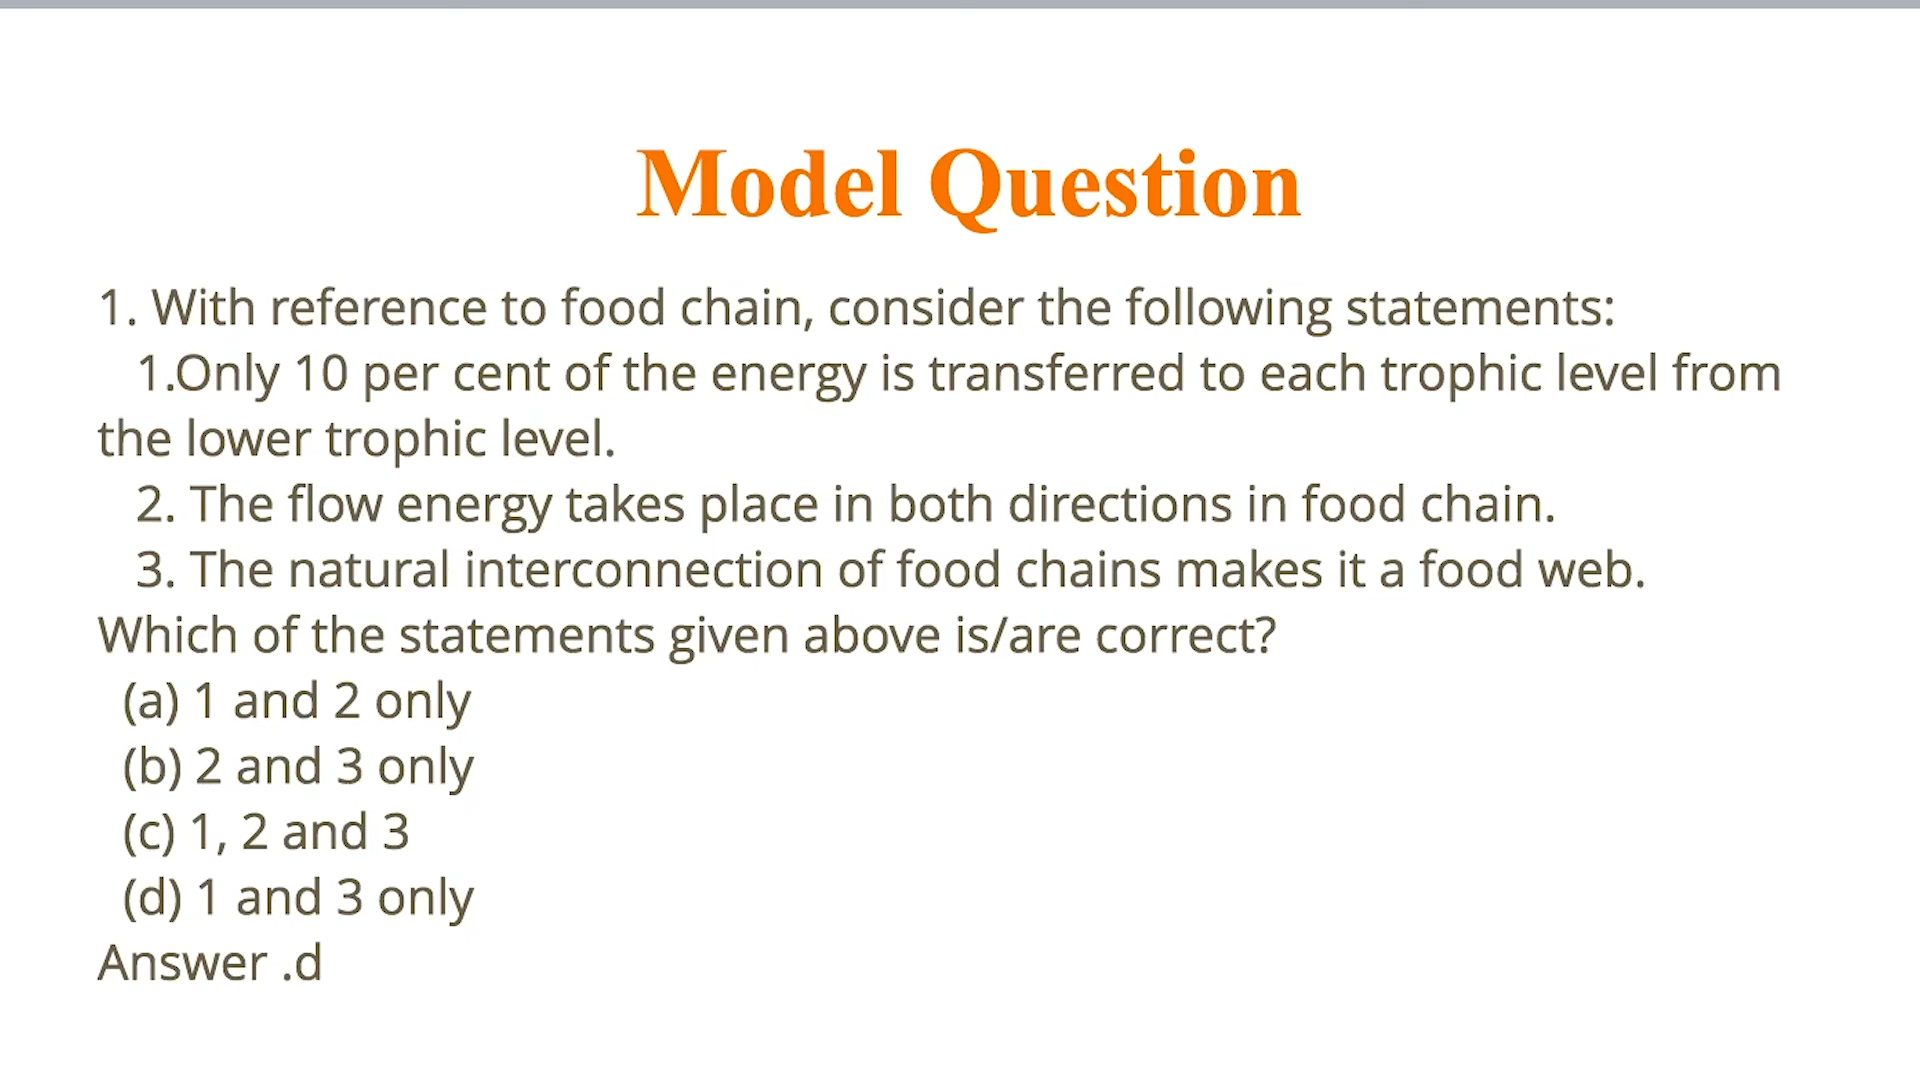 Model Question
1. With reference to food chain, consider the following statements:
1.Only 10 per cent of the energy is transferred to each trophic level from
the lower trophic level.
2. The flow energy takes place in both directions in food chain.
3. The natural interconnection of food chains makes it a food web.
Which of the statements given above is/are correct?
(a) 1 and 2 only
(b) 2 and 3 only
(c) 1, 2 and 3
(d) 1 and 3 only
Answer .d